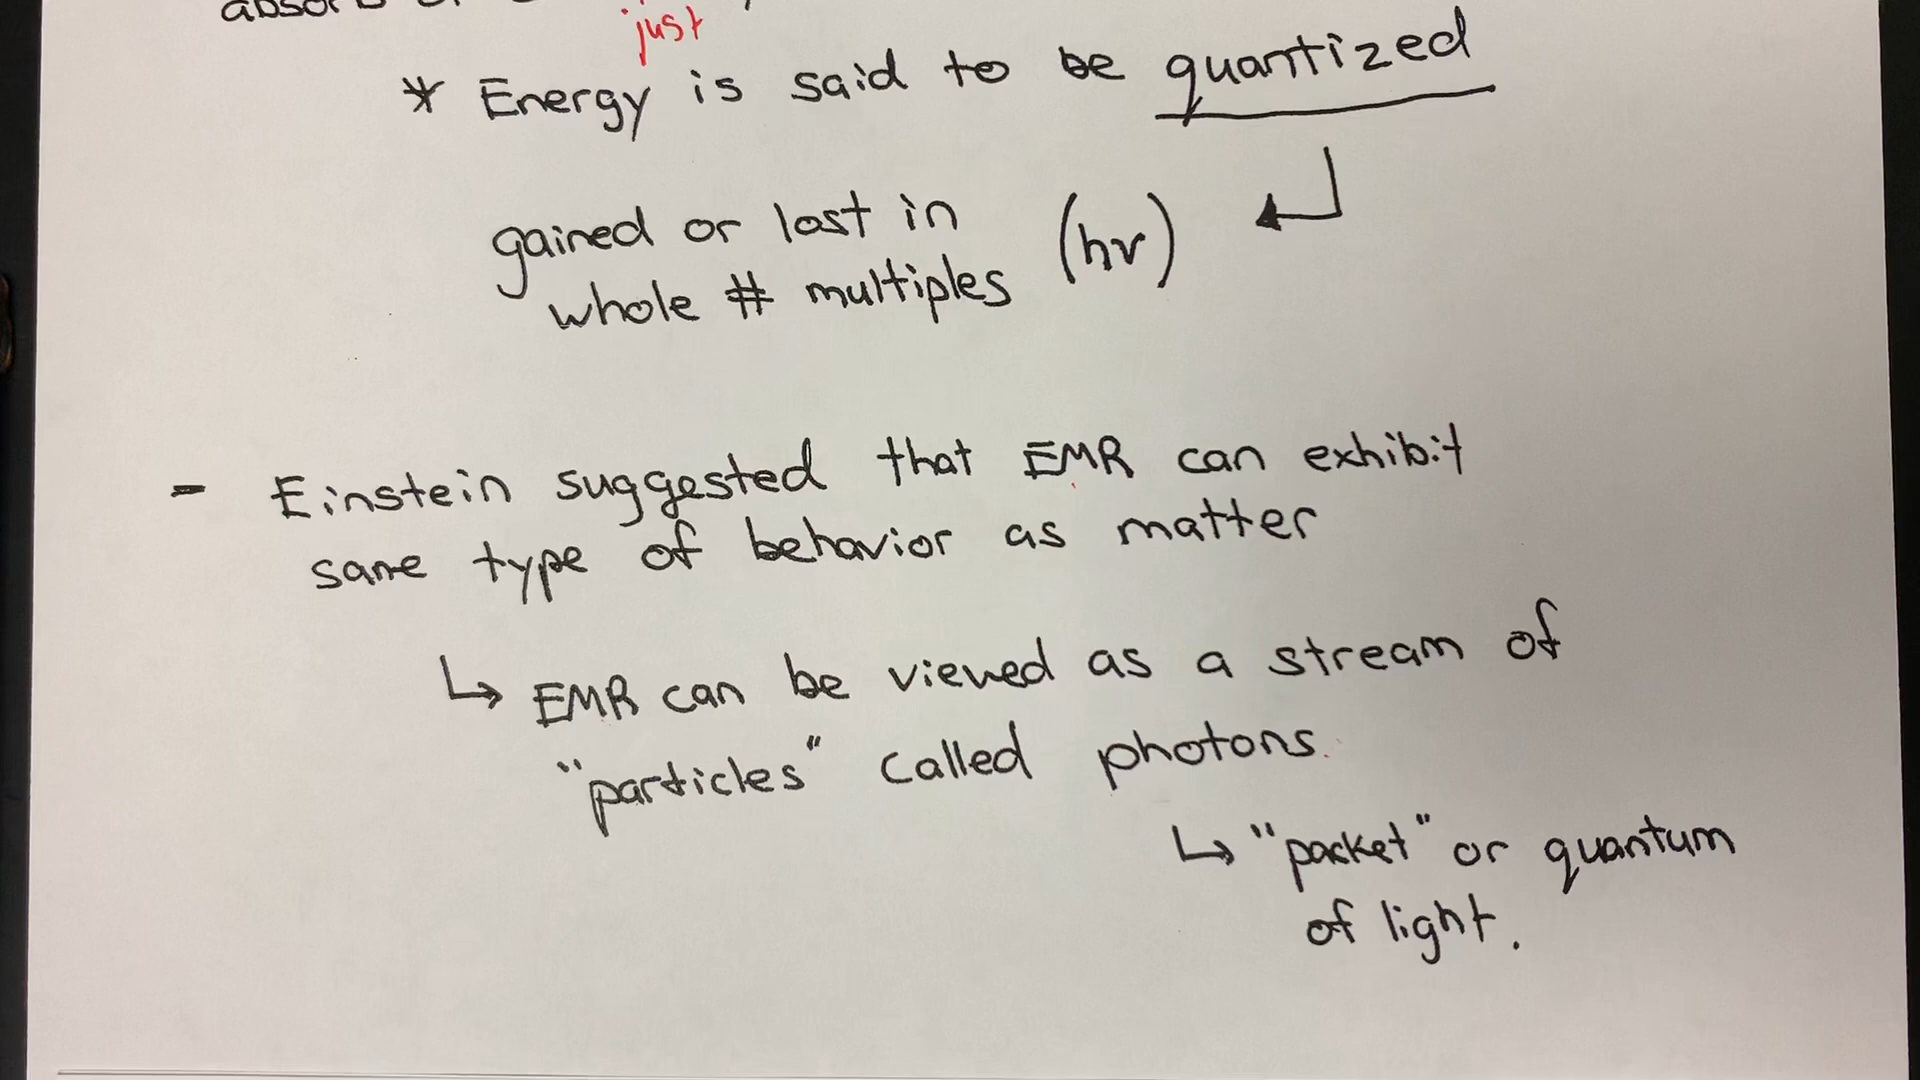 just
* Energy is said to be quantized
gained or lost in (hν)
whole # multiples
- Einstein suggested that EMR can exhibit
same type of behavior as matter
↳ EMR can be viewed as a stream of
"particles" called photons.
↳ "packet" or quantum
of light.